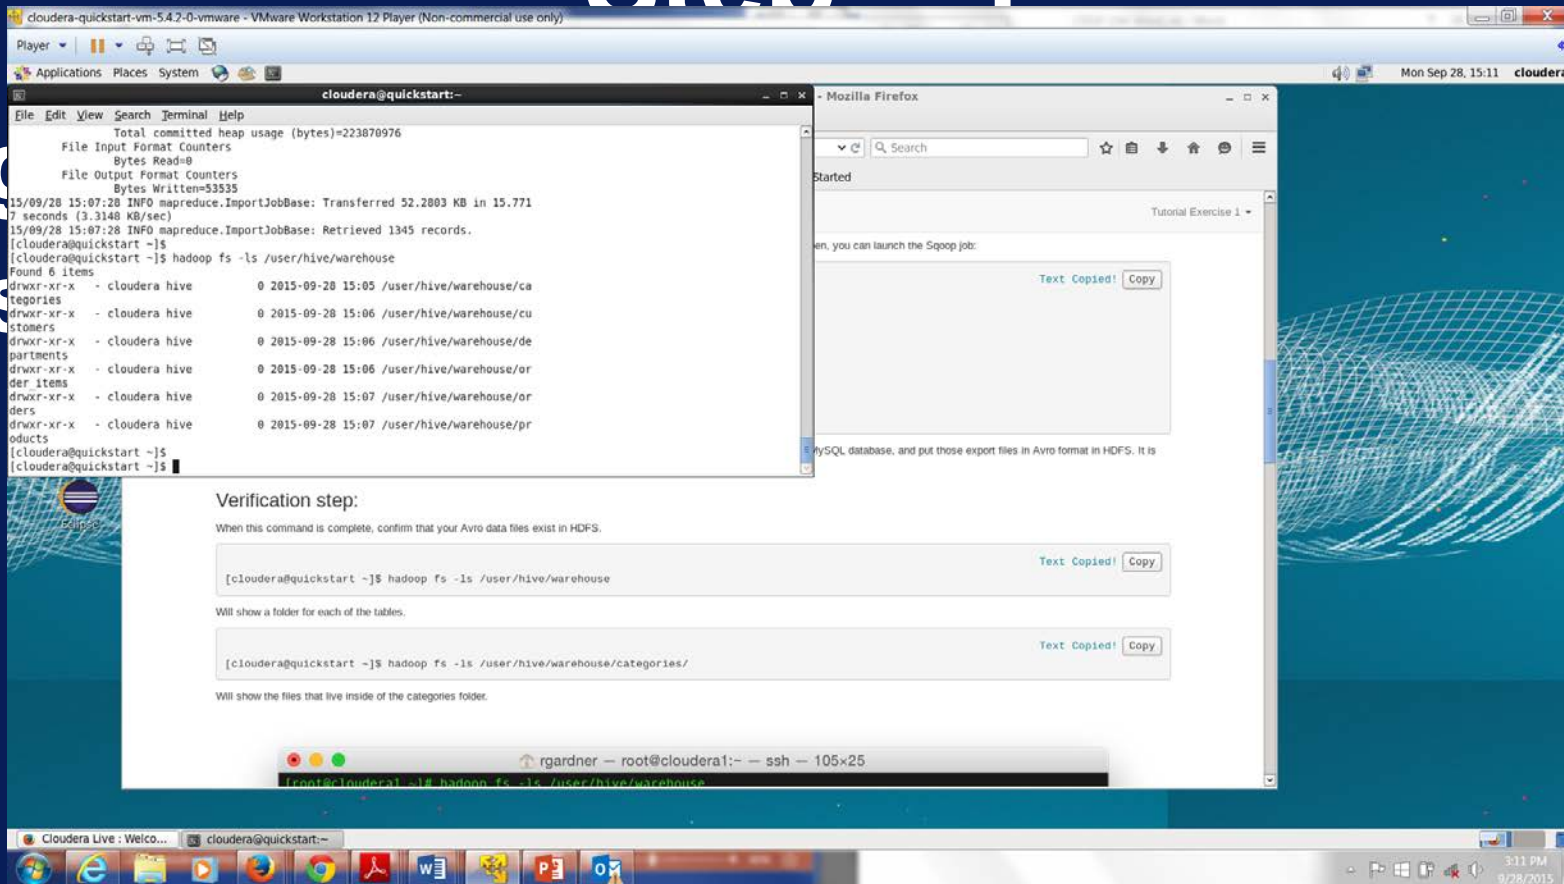 cloudera-quickstart-vm-5.4.2-0-vmware - VMware Workstation 12 Player (Non-commercial use only)
Player
Applications Places System
Mon Sep 28, 15:11 cloudera
cloudera@quickstart:~
File Edit View Search Terminal Help
Total committed heap usage (bytes)=223870976
File Input Format Counters
Bytes Read=0
File Output Format Counters
Bytes Written=53535
15/09/28 15:07:28 INFO mapreduce.ImportJobBase: Transferred 52.2803 KB in 15.771
7 seconds (3.3148 KB/sec)
15/09/28 15:07:28 INFO mapreduce.ImportJobBase: Retrieved 1345 records.
[cloudera@quickstart ~]$
[cloudera@quickstart ~]$ hadoop fs -ls /user/hive/warehouse
Found 6 items
drwxr-xr-x - cloudera hive 0 2015-09-28 15:05 /user/hive/warehouse/ca
tegories
drwxr-xr-x - cloudera hive 0 2015-09-28 15:06 /user/hive/warehouse/cu
stomers
drwxr-xr-x - cloudera hive 0 2015-09-28 15:06 /user/hive/warehouse/de
partments
drwxr-xr-x - cloudera hive 0 2015-09-28 15:06 /user/hive/warehouse/or
der_items
drwxr-xr-x - cloudera hive 0 2015-09-28 15:07 /user/hive/warehouse/or
ders
drwxr-xr-x - cloudera hive 0 2015-09-28 15:07 /user/hive/warehouse/pr
oducts
[cloudera@quickstart ~]$
[cloudera@quickstart ~]$
- Mozilla Firefox
Search
Started
Tutorial Exercise 1
en, you can launch the Sqoop job:
Text Copied! Copy
MySQL database, and put those export files in Avro format in HDFS. It is
Eclipse
Verification step:
When this command is complete, confirm that your Avro data files exist in HDFS.
Text Copied! Copy
[cloudera@quickstart ~]$ hadoop fs -ls /user/hive/warehouse
Will show a folder for each of the tables.
Text Copied! Copy
[cloudera@quickstart ~]$ hadoop fs -ls /user/hive/warehouse/categories/
Will show the files that live inside of the categories folder.
rgardner — root@cloudera1:~ — ssh — 105×25
[root@cloudera1 ~]# hadoop fs -ls /user/hive/warehouse
Cloudera Live : Welco...
cloudera@quickstart:~
3:11 PM
9/28/2015